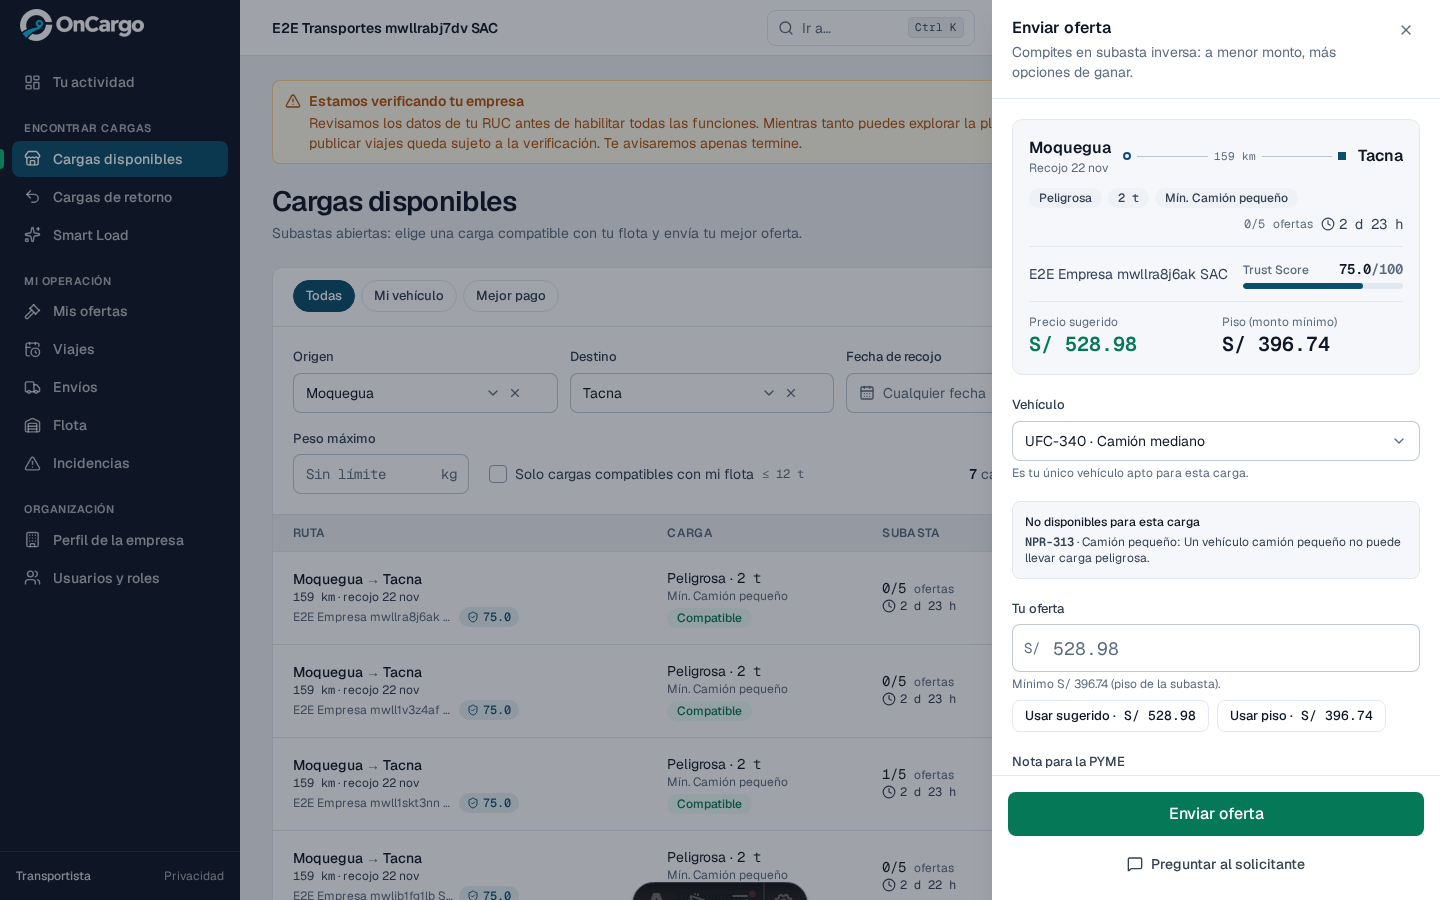 OnCargo
Tu actividad
ENCONTRAR CARGAS
Cargas disponibles
Cargas de retorno
Smart Load
MI OPERACIÓN
Mis ofertas
Viajes
Envíos
Flota
Incidencias
ORGANIZACIÓN
Perfil de la empresa
Usuarios y roles
Transportista
Privacidad
E2E Transportes mwllrabj7dv SAC
Ir a…
Ctrl K
Estamos verificando tu empresa
Revisamos los datos de tu RUC antes de habilitar todas las funciones. Mientras tanto puedes explorar la
publicar viajes queda sujeto a la verificación. Te avisaremos apenas termine.
Cargas disponibles
Subastas abiertas: elige una carga compatible con tu flota y envía tu mejor oferta.
Todas
Mi vehículo
Mejor pago
Origen
Destino
Fecha de recojo
Moquegua
Tacna
Cualquier fecha
Peso máximo
Sin límite kg
Solo cargas compatibles con mi flota ≤ 12 t
7
RUTA CARGA SUBASTA
Moquegua → Tacna
159 km · recojo 22 nov
E2E Empresa mwllra8j6ak … 75.0
Peligrosa · 2 t
Mín. Camión pequeño
Compatible
0/5 ofertas
2 d 23 h
Moquegua → Tacna
159 km · recojo 22 nov
E2E Empresa mwll1v3z4af … 75.0
Peligrosa · 2 t
Mín. Camión pequeño
Compatible
0/5 ofertas
2 d 23 h
Moquegua → Tacna
159 km · recojo 22 nov
E2E Empresa mwll1skt3nn … 75.0
Peligrosa · 2 t
Mín. Camión pequeño
Compatible
1/5 ofertas
2 d 23 h
Moquegua → Tacna
159 km · recojo 22 nov
E2E Empresa 75.0
Peligrosa · 2 t
Mín. Camión pequeño
0/5 ofertas
2 d 22 h
Enviar oferta
Compites en subasta inversa: a menor monto, más
opciones de ganar.
Moquegua
Recojo 22 nov
159 km
Tacna
Peligrosa
2 t
Mín. Camión pequeño
0/5 ofertas 2 d 23 h
E2E Empresa mwllra8j6ak SAC
Trust Score 75.0/100
Precio sugerido
S/ 528.98
Piso (monto mínimo)
S/ 396.74
Vehículo
UFC-340 · Camión mediano
Es tu único vehículo apto para esta carga.
No disponibles para esta carga
NPR-313 · Camión pequeño: Un vehículo camión pequeño no puede
llevar carga peligrosa.
Tu oferta
S/ 528.98
Mínimo S/ 396.74 (piso de la subasta).
Usar sugerido · S/ 528.98
Usar piso · S/ 396.74
Nota para la PYME
Enviar oferta
Preguntar al solicitante